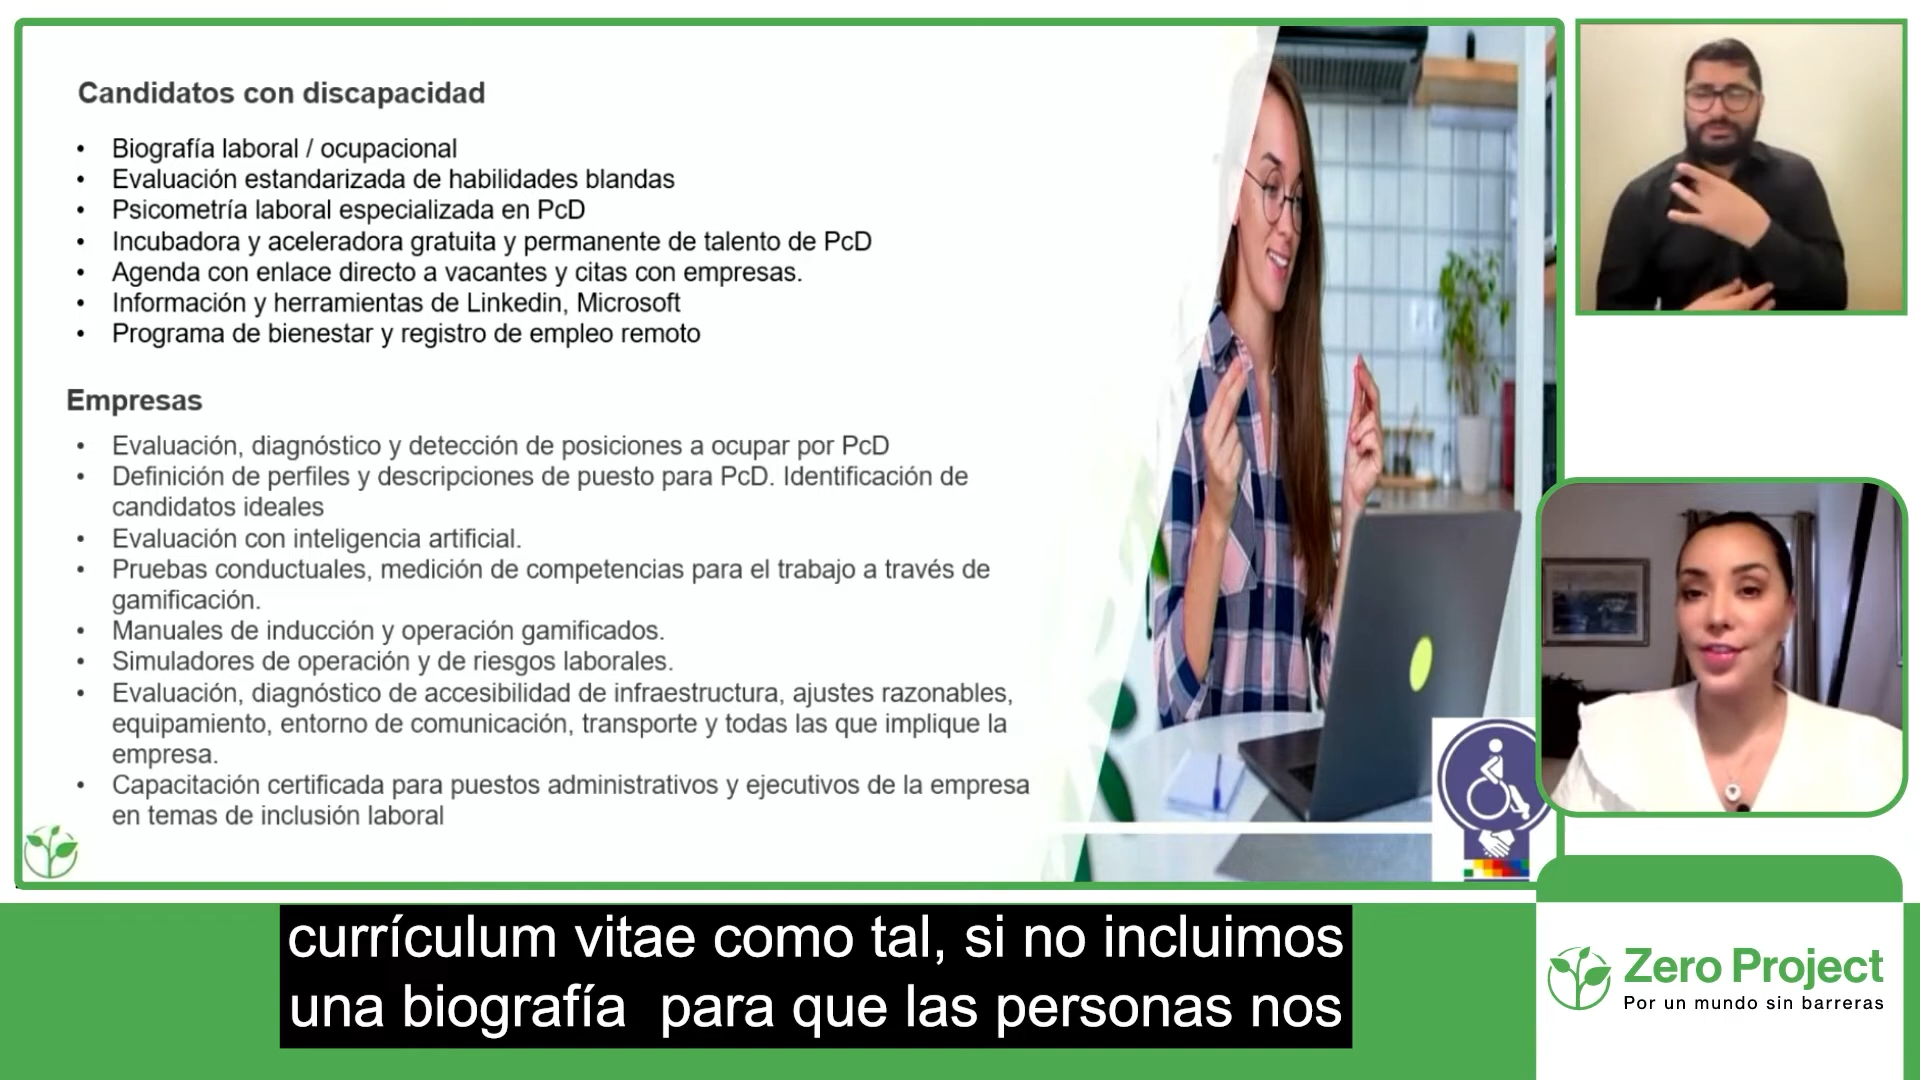 Candidatos con discapacidad
• Biografía laboral / ocupacional
• Evaluación estandarizada de habilidades blandas
• Psicometría laboral especializada en PcD
• Incubadora y aceleradora gratuita y permanente de talento de PcD
• Agenda con enlace directo a vacantes y citas con empresas.
• Información y herramientas de Linkedin, Microsoft
• Programa de bienestar y registro de empleo remoto
Empresas
• Evaluación, diagnóstico y detección de posiciones a ocupar por PcD
• Definición de perfiles y descripciones de puesto para PcD. Identificación de
candidatos ideales
• Evaluación con inteligencia artificial.
• Pruebas conductuales, medición de competencias para el trabajo a través de
gamificación.
• Manuales de inducción y operación gamificados.
• Simuladores de operación y de riesgos laborales.
• Evaluación, diagnóstico de accesibilidad de infraestructura, ajustes razonables,
equipamiento, entorno de comunicación, transporte y todas las que implique la
empresa.
• Capacitación certificada para puestos administrativos y ejecutivos de la empresa
en temas de inclusión laboral
currículum vitae como tal, si no incluimos
una biografía  para que las personas nos
Zero Project
Por un mundo sin barreras